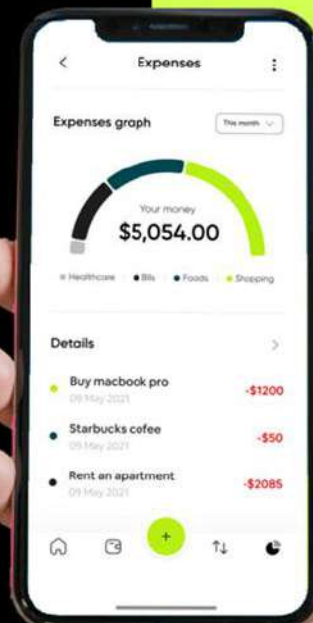 Expenses
Expenses graph
This month
Your money
$5,054.00
Healthcare Bills Foods Shopping
Details
Buy macbook pro
09 May 2021
-$1200
Starbucks cofee
09 May 2021
-$50
Rent an apartment
09 May 2021
-$2085